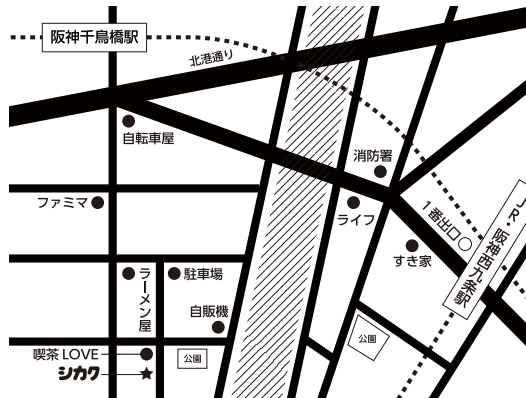 阪神千鳥橋駅
北港通り
自転車屋
消防署
ファミマ
ライフ
1番出口
JR・阪神西九条駅
すき家
ラーメン屋
駐車場
自販機
公園
公園
喫茶 LOVE
シカク